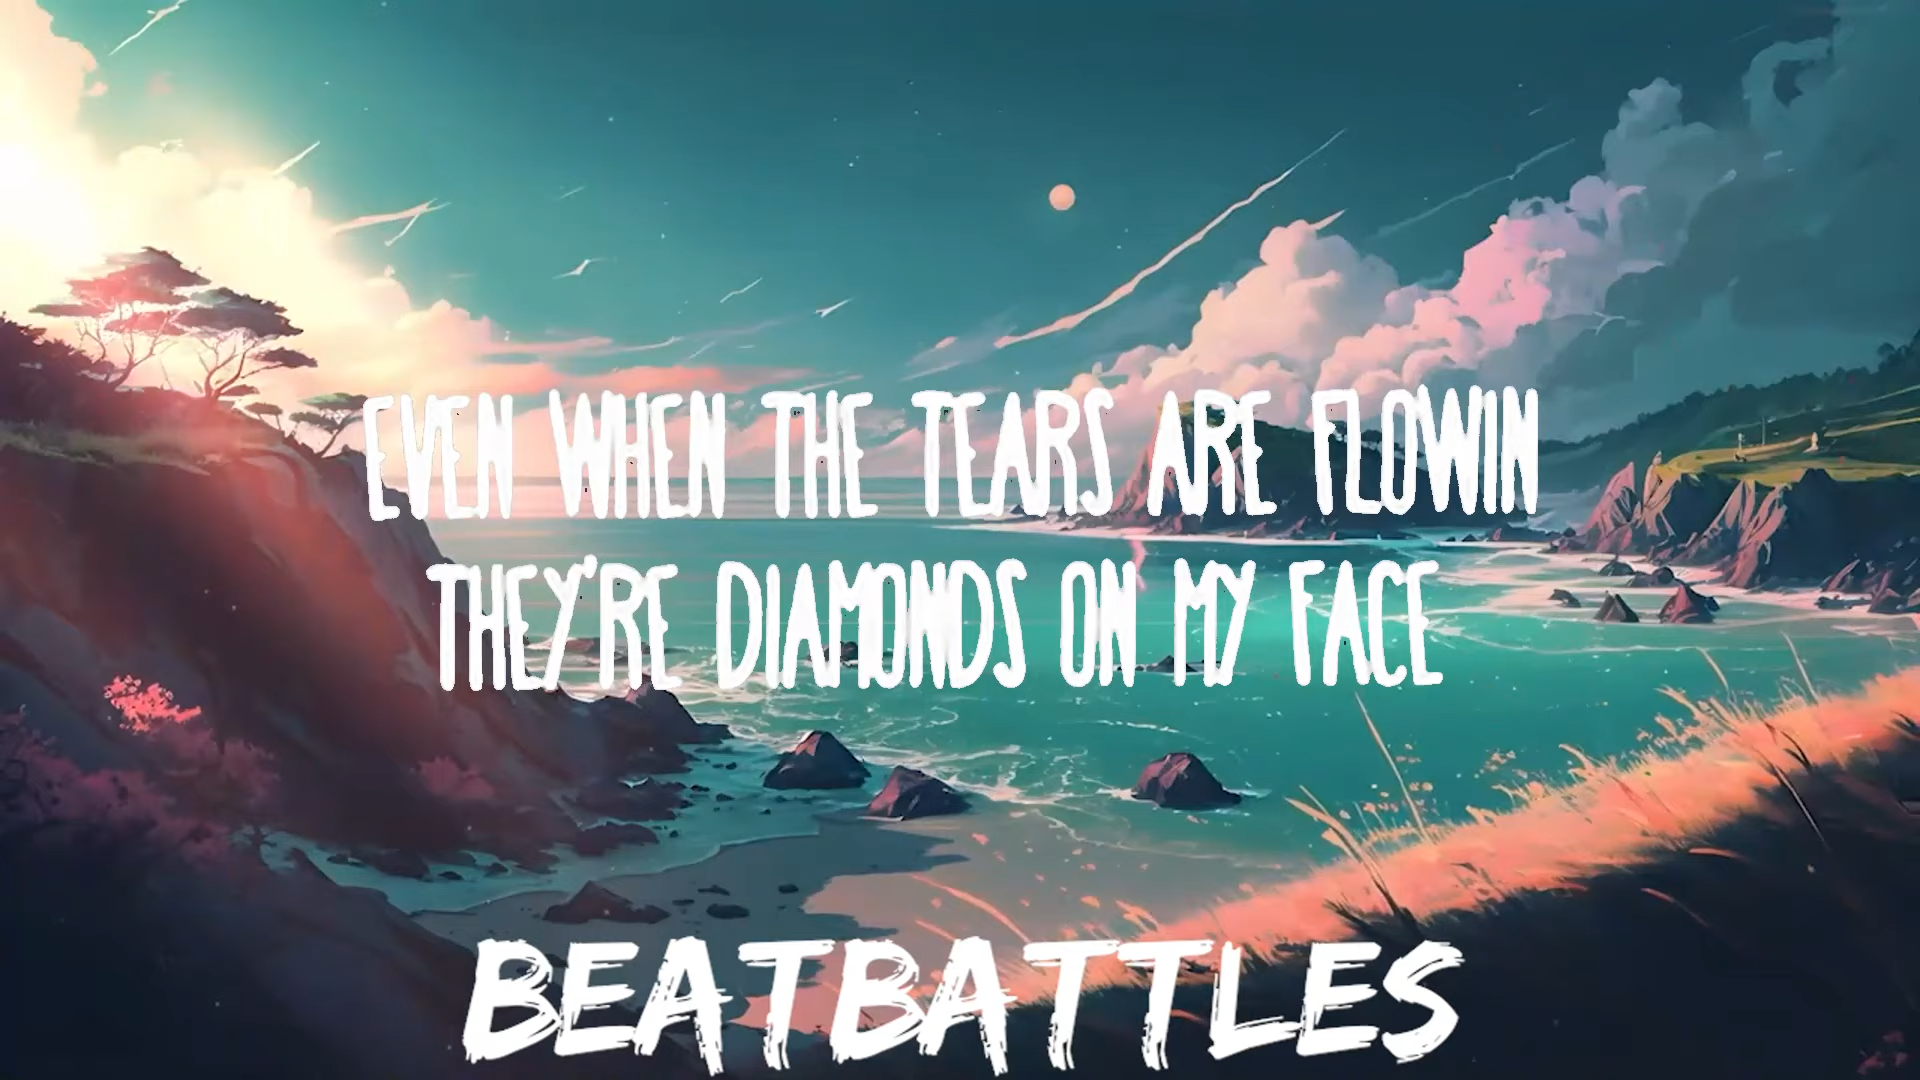 EVEN WHEN THE TEARS ARE FLOWIN
THEY'RE DIAMONDS ON MY FACE
BEATBATTLES